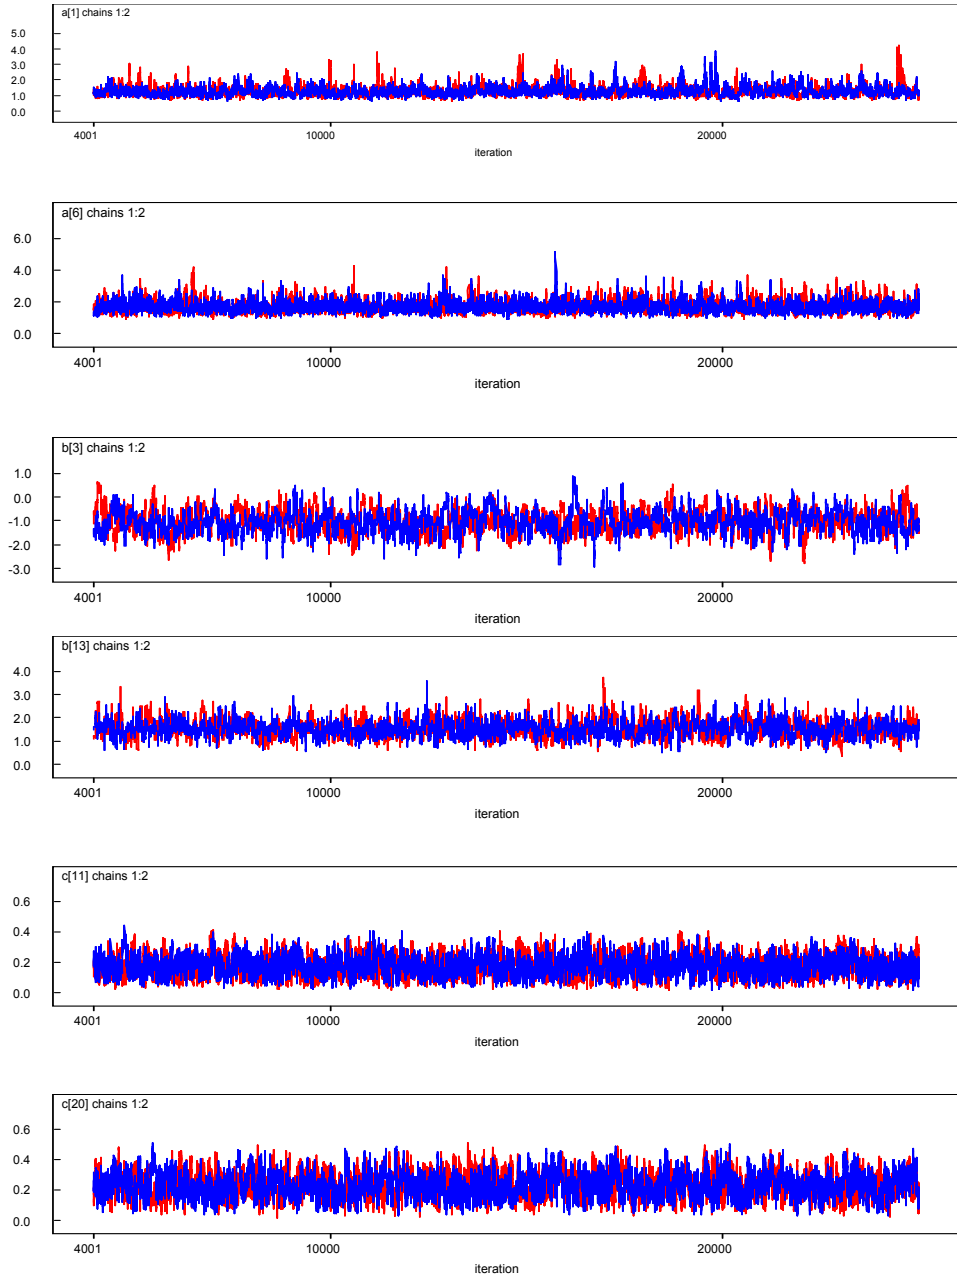 a[1] chains 1:2
5.0
4.0
3.0
2.0
1.0
0.0
4001 10000 20000
iteration
a[6] chains 1:2
6.0
4.0
2.0
0.0
4001 10000 20000
iteration
b[3] chains 1:2
1.0
0.0
-1.0
-2.0
-3.0
4001 10000 20000
iteration
b[13] chains 1:2
4.0
3.0
2.0
1.0
0.0
4001 10000 20000
iteration
c[11] chains 1:2
0.6
0.4
0.2
0.0
4001 10000 20000
iteration
c[20] chains 1:2
0.6
0.4
0.2
0.0
4001 10000 20000
iteration